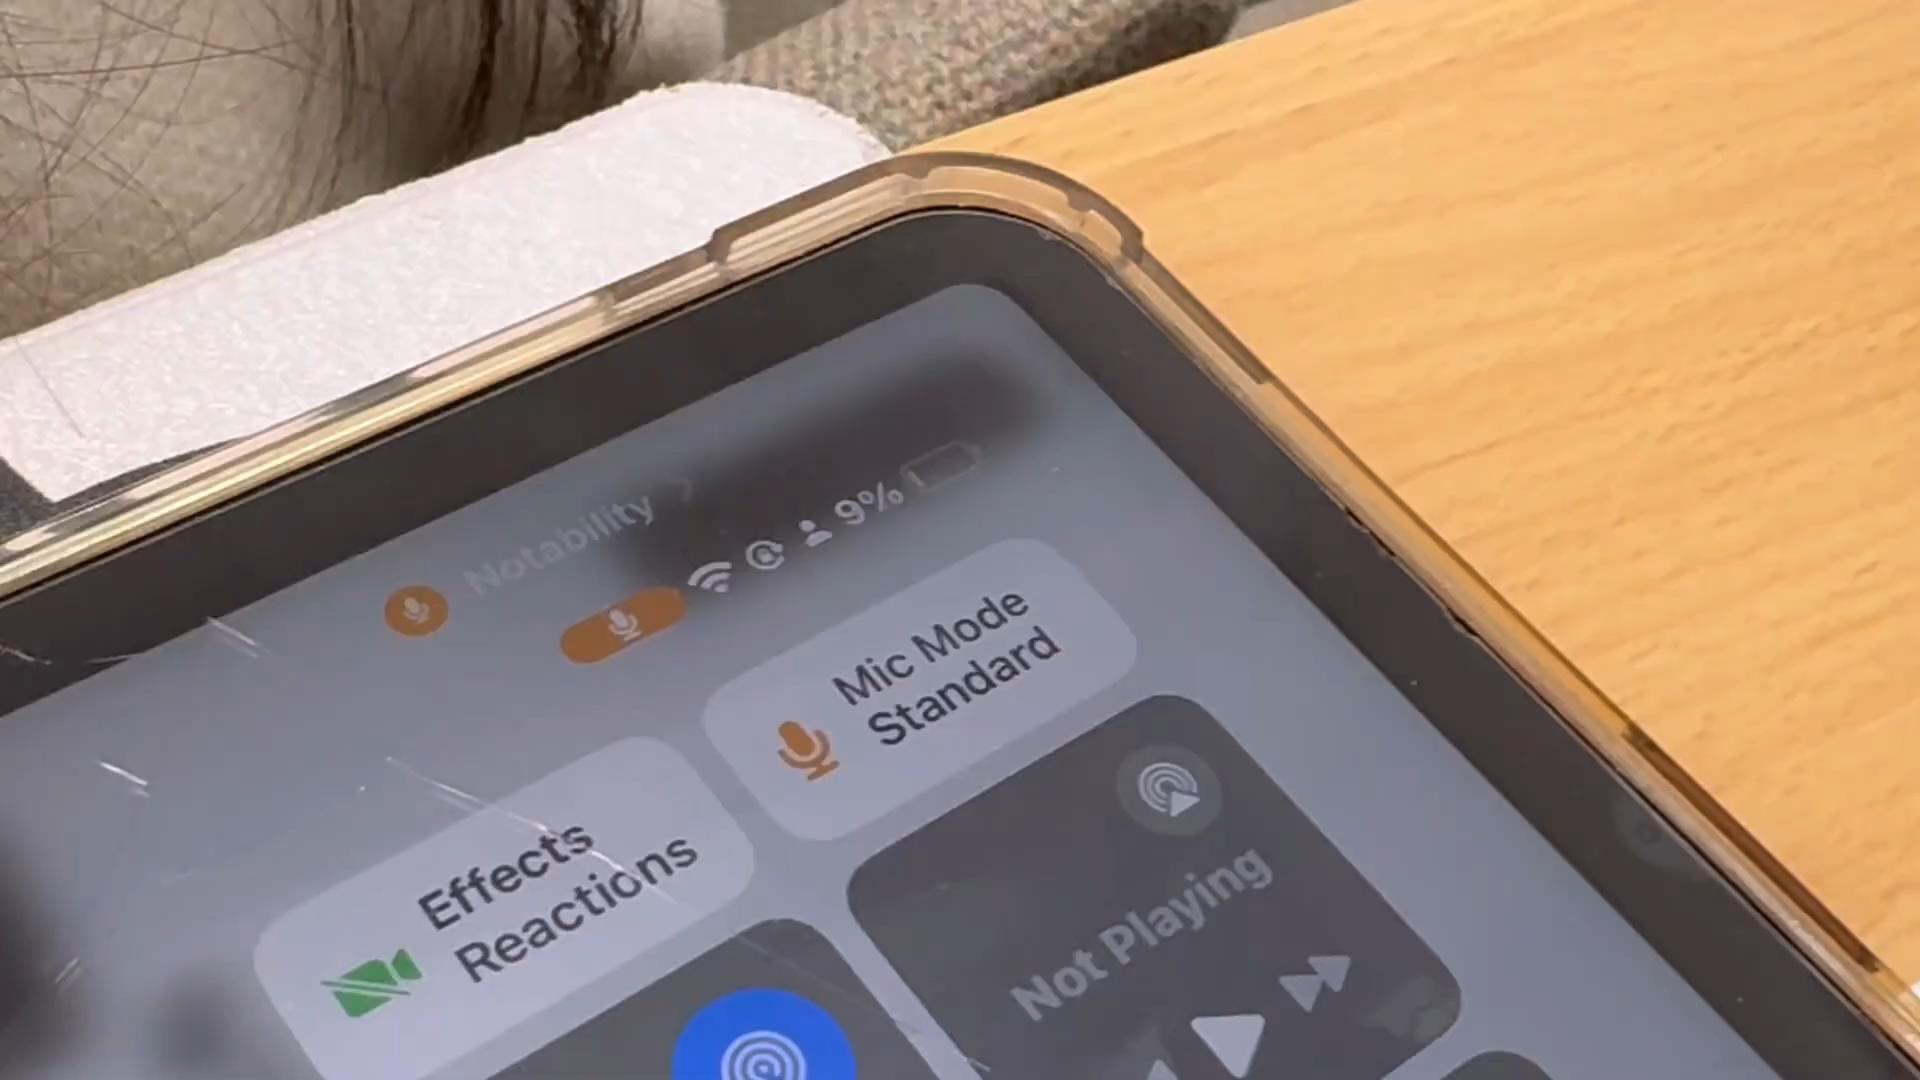 Notability
9%
Mic Mode
Standard
Effects
Reactions
Not Playing